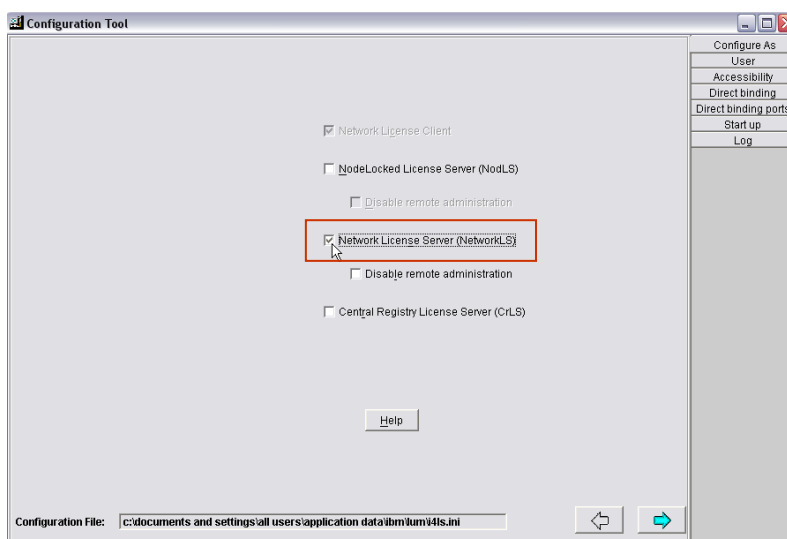 Configuration Tool
Configure As
User
Accessibility
Direct binding
Direct binding ports
Start up
Log
Network License Client
NodeLocked License Server (NodLS)
Disable remote administration
Network License Server (NetworkLS)
Disable remote administration
Central Registry License Server (CrLS)
Help
Configuration File: c:\documents and settings\all users\application data\ibm\lum\i4ls.ini